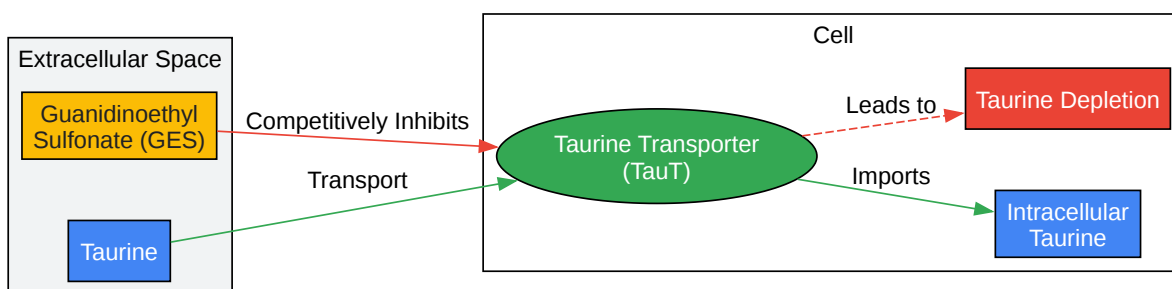 Cell
Extracellular Space
Guanidinoethyl
Sulfonate (GES)
Competitively Inhibits
Taurine Transporter
(TauT)
Leads to
Taurine Depletion
Transport
Imports
Taurine
Intracellular
Taurine